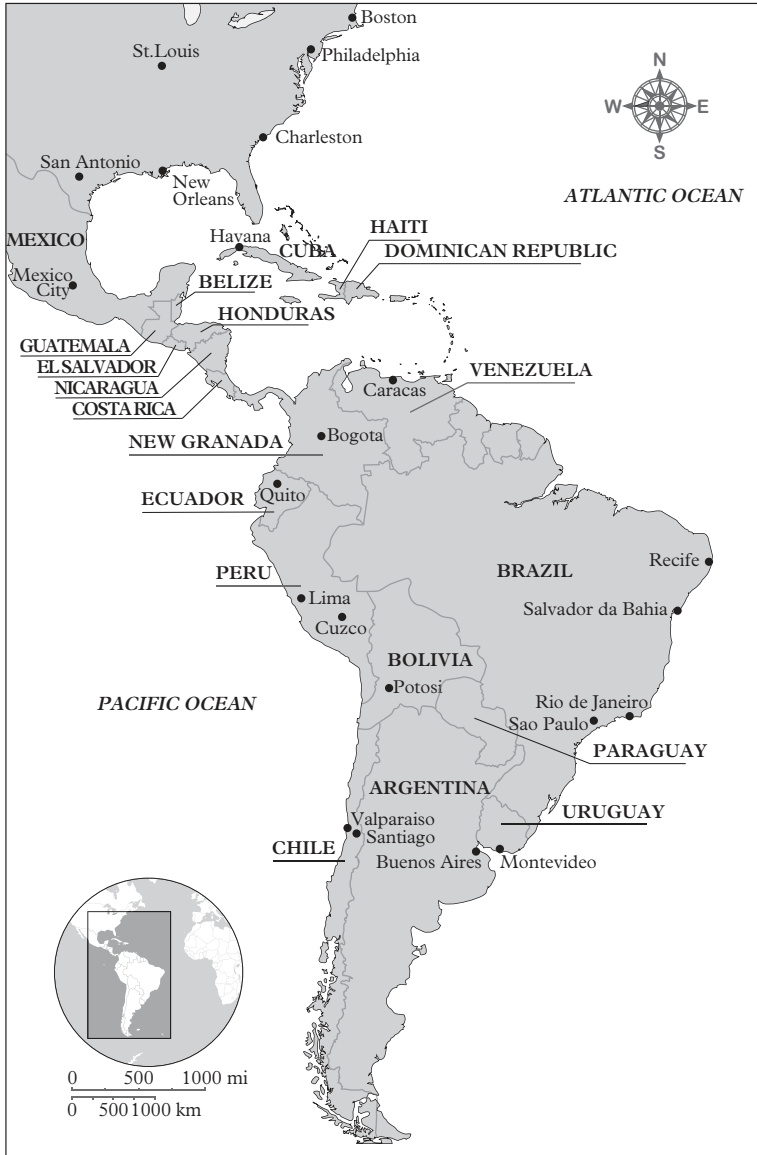 Boston
St.Louis
Philadelphia
N
W
E
S
Charleston
San Antonio
New
Orleans
ATLANTIC OCEAN
HAITI
MEXICO
Havana
CUBA
DOMINICAN REPUBLIC
Mexico
City
BELIZE
HONDURAS
GUATEMALA
EL SALVADOR
NICARAGUA
COSTA RICA
VENEZUELA
Caracas
NEW GRANADA
Bogota
ECUADOR
Quito
PERU
BRAZIL
Recife
Lima
Salvador da Bahia
Cuzco
BOLIVIA
Potosi
PACIFIC OCEAN
Rio de Janeiro
Sao Paulo
PARAGUAY
ARGENTINA
URUGUAY
Valparaiso
Santiago
CHILE
Buenos Aires
Montevideo
0 500 1000 mi
0 500 1000 km